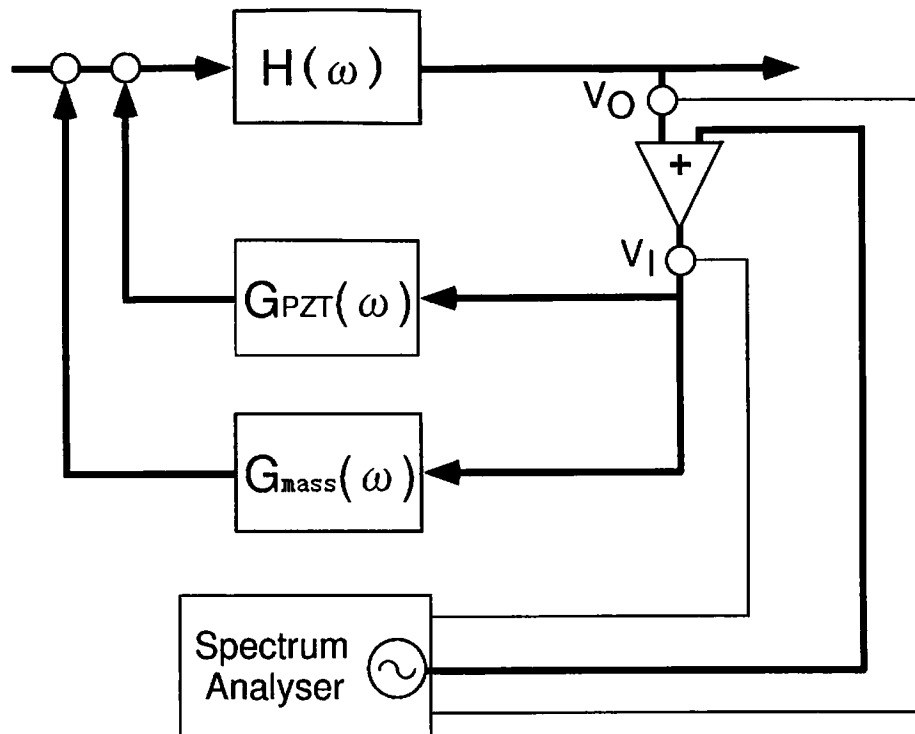 H(ω)
VO
+
VI
GPZT(ω)
Gmass(ω)
Spectrum
Analyser